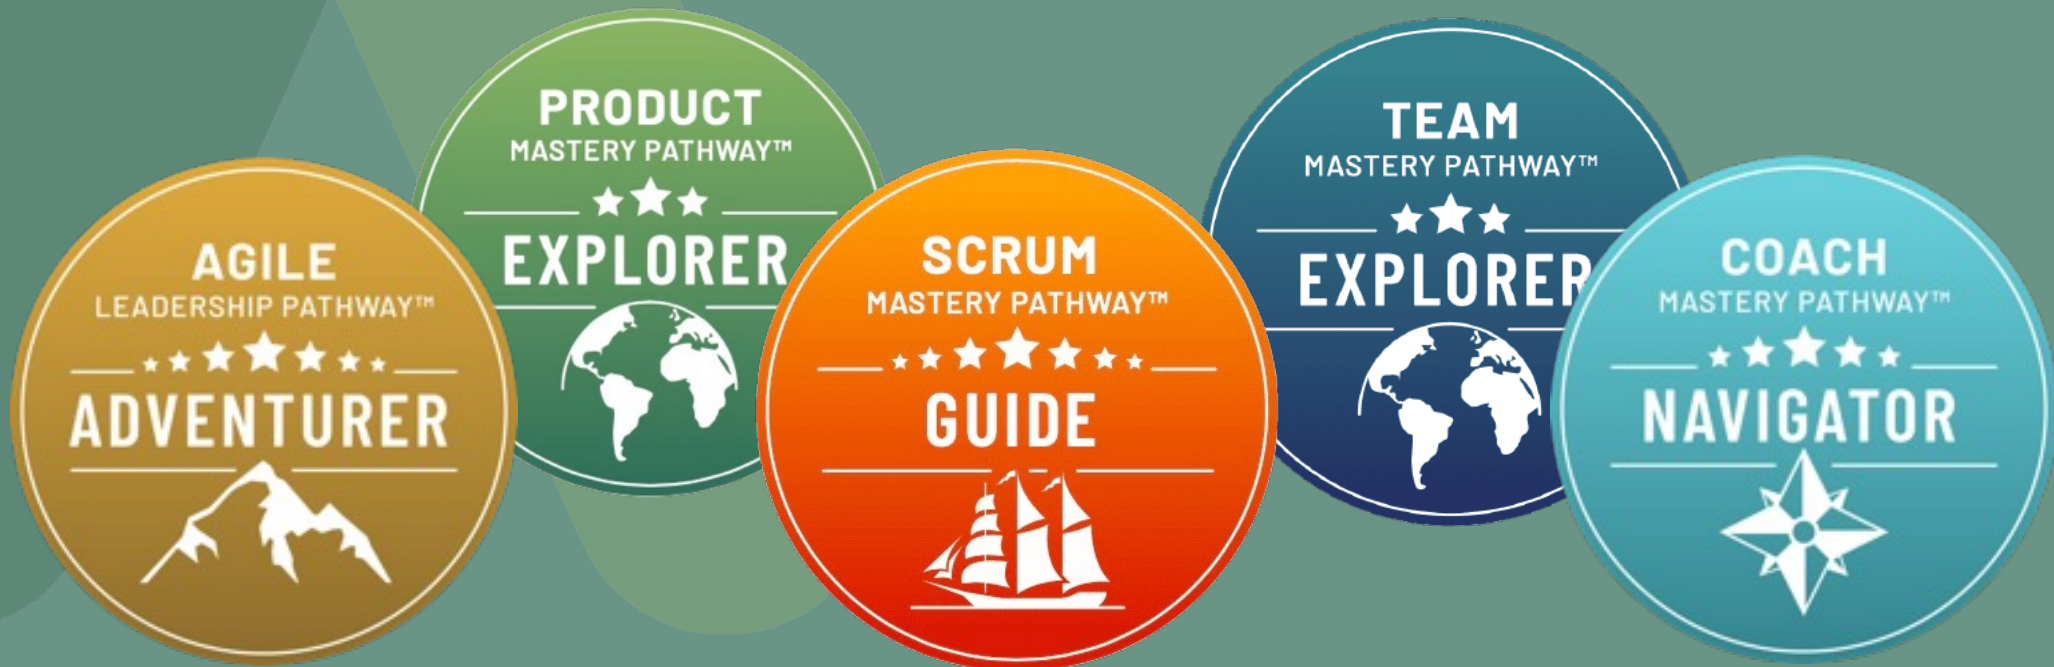 AGILE
LEADERSHIP PATHWAY™
ADVENTURER
PRODUCT
MASTERY PATHWAY™
EXPLORER
SCRUM
MASTERY PATHWAY™
GUIDE
TEAM
MASTERY PATHWAY™
EXPLORER
COACH
MASTERY PATHWAY™
NAVIGATOR